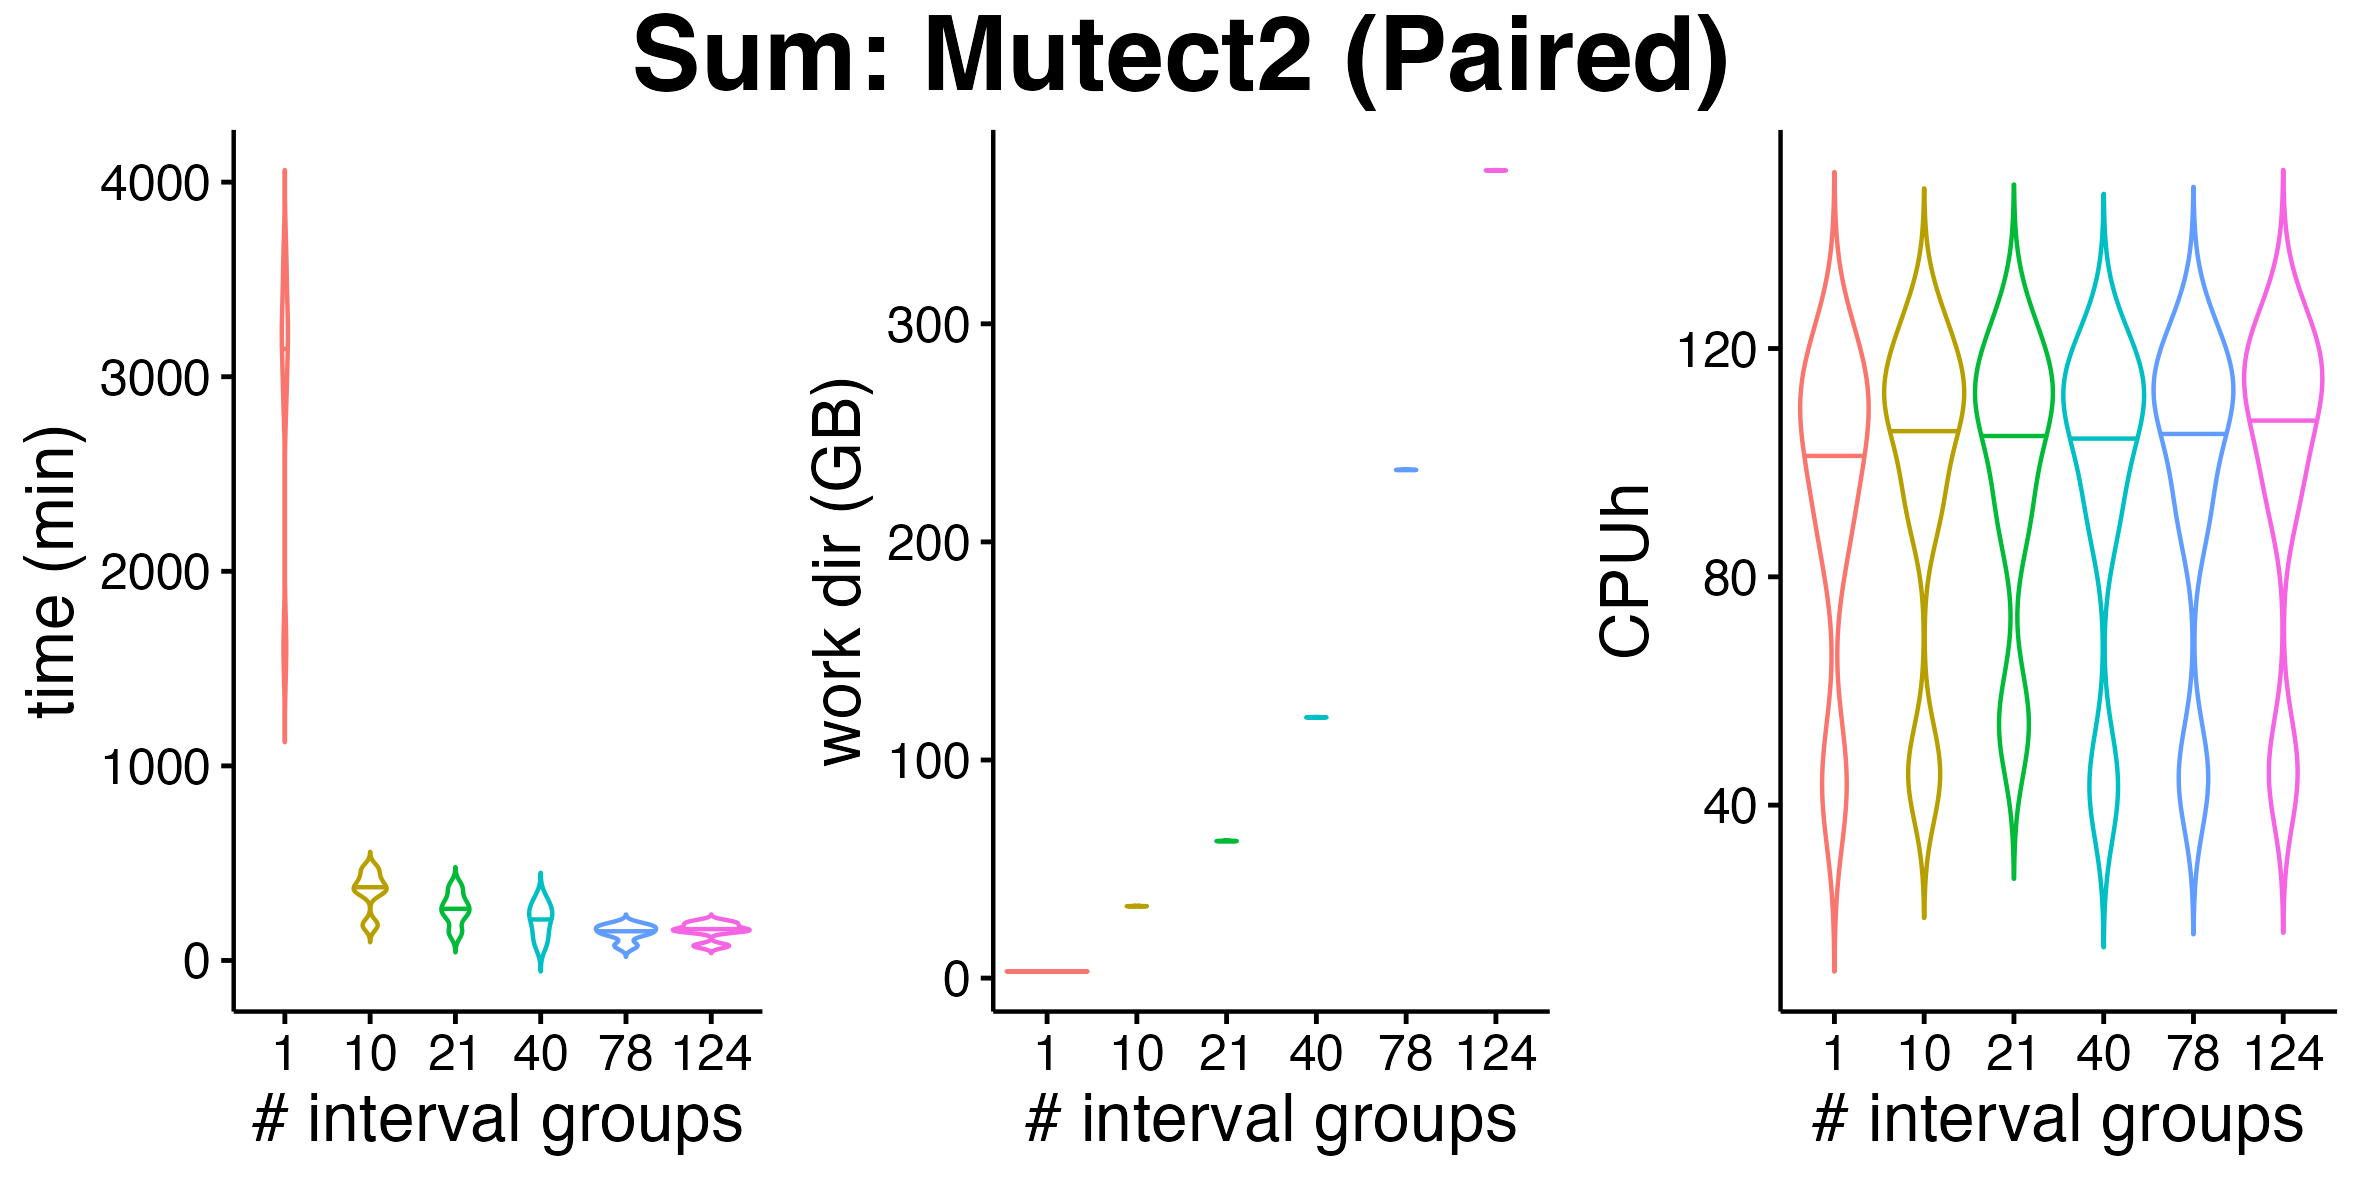 Sum: Mutect2 (Paired)
time (min)
4000
3000
2000
1000
0
1 10 21 40 78 124
# interval groups
work dir (GB)
300
200
100
0
1 10 21 40 78 124
# interval groups
CPUh
120
80
40
1 10 21 40 78 124
# interval groups